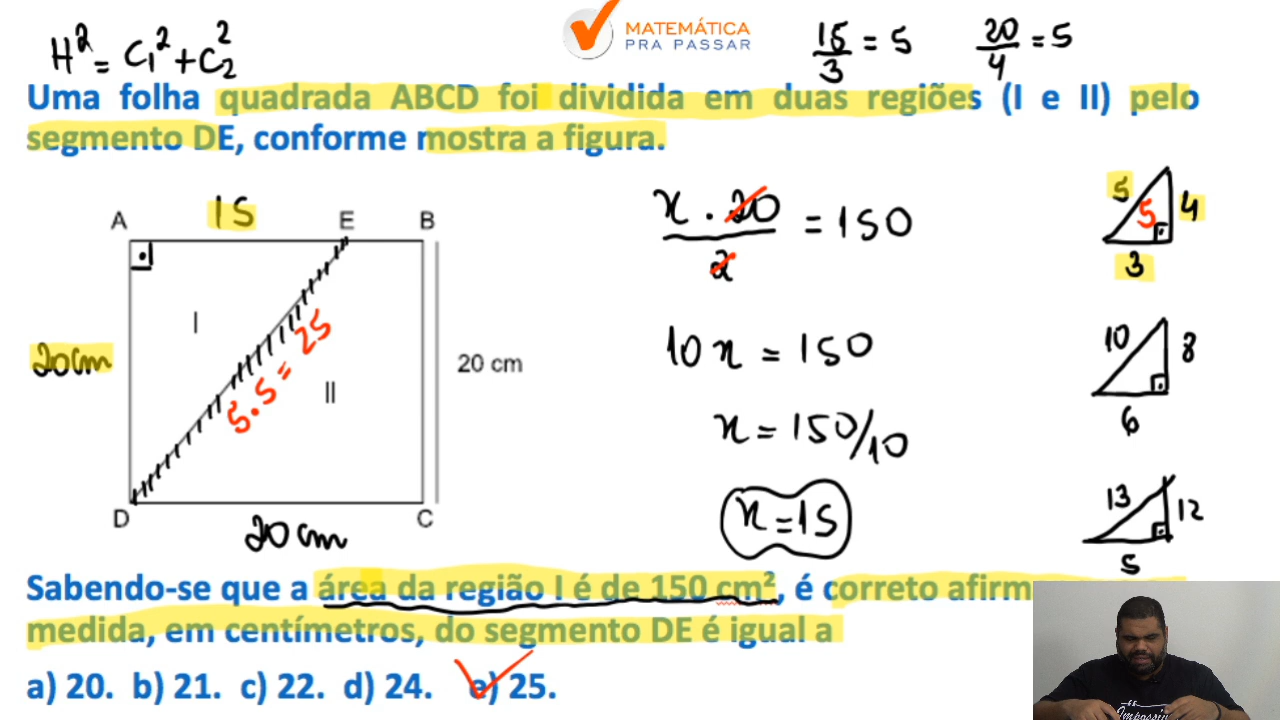 H² = C₁² + C₂²
MATEMÁTICA
PRA PASSAR
15/3 = 5
20/4 = 5
Uma folha quadrada ABCD foi dividida em duas regiões (I e II) pelo
segmento DE, conforme mostra a figura.
15
A E B
20cm
I
5.5 = 25
II
20 cm
D C
20 cm
x . 20 / 2 = 150
10x = 150
x = 150/10
x = 15
5 5 4
3
10 8
6
13 12
5
Sabendo-se que a área da região I é de 150 cm², é correto afirm
medida, em centímetros, do segmento DE é igual a
a) 20. b) 21. c) 22. d) 24. e) 25.